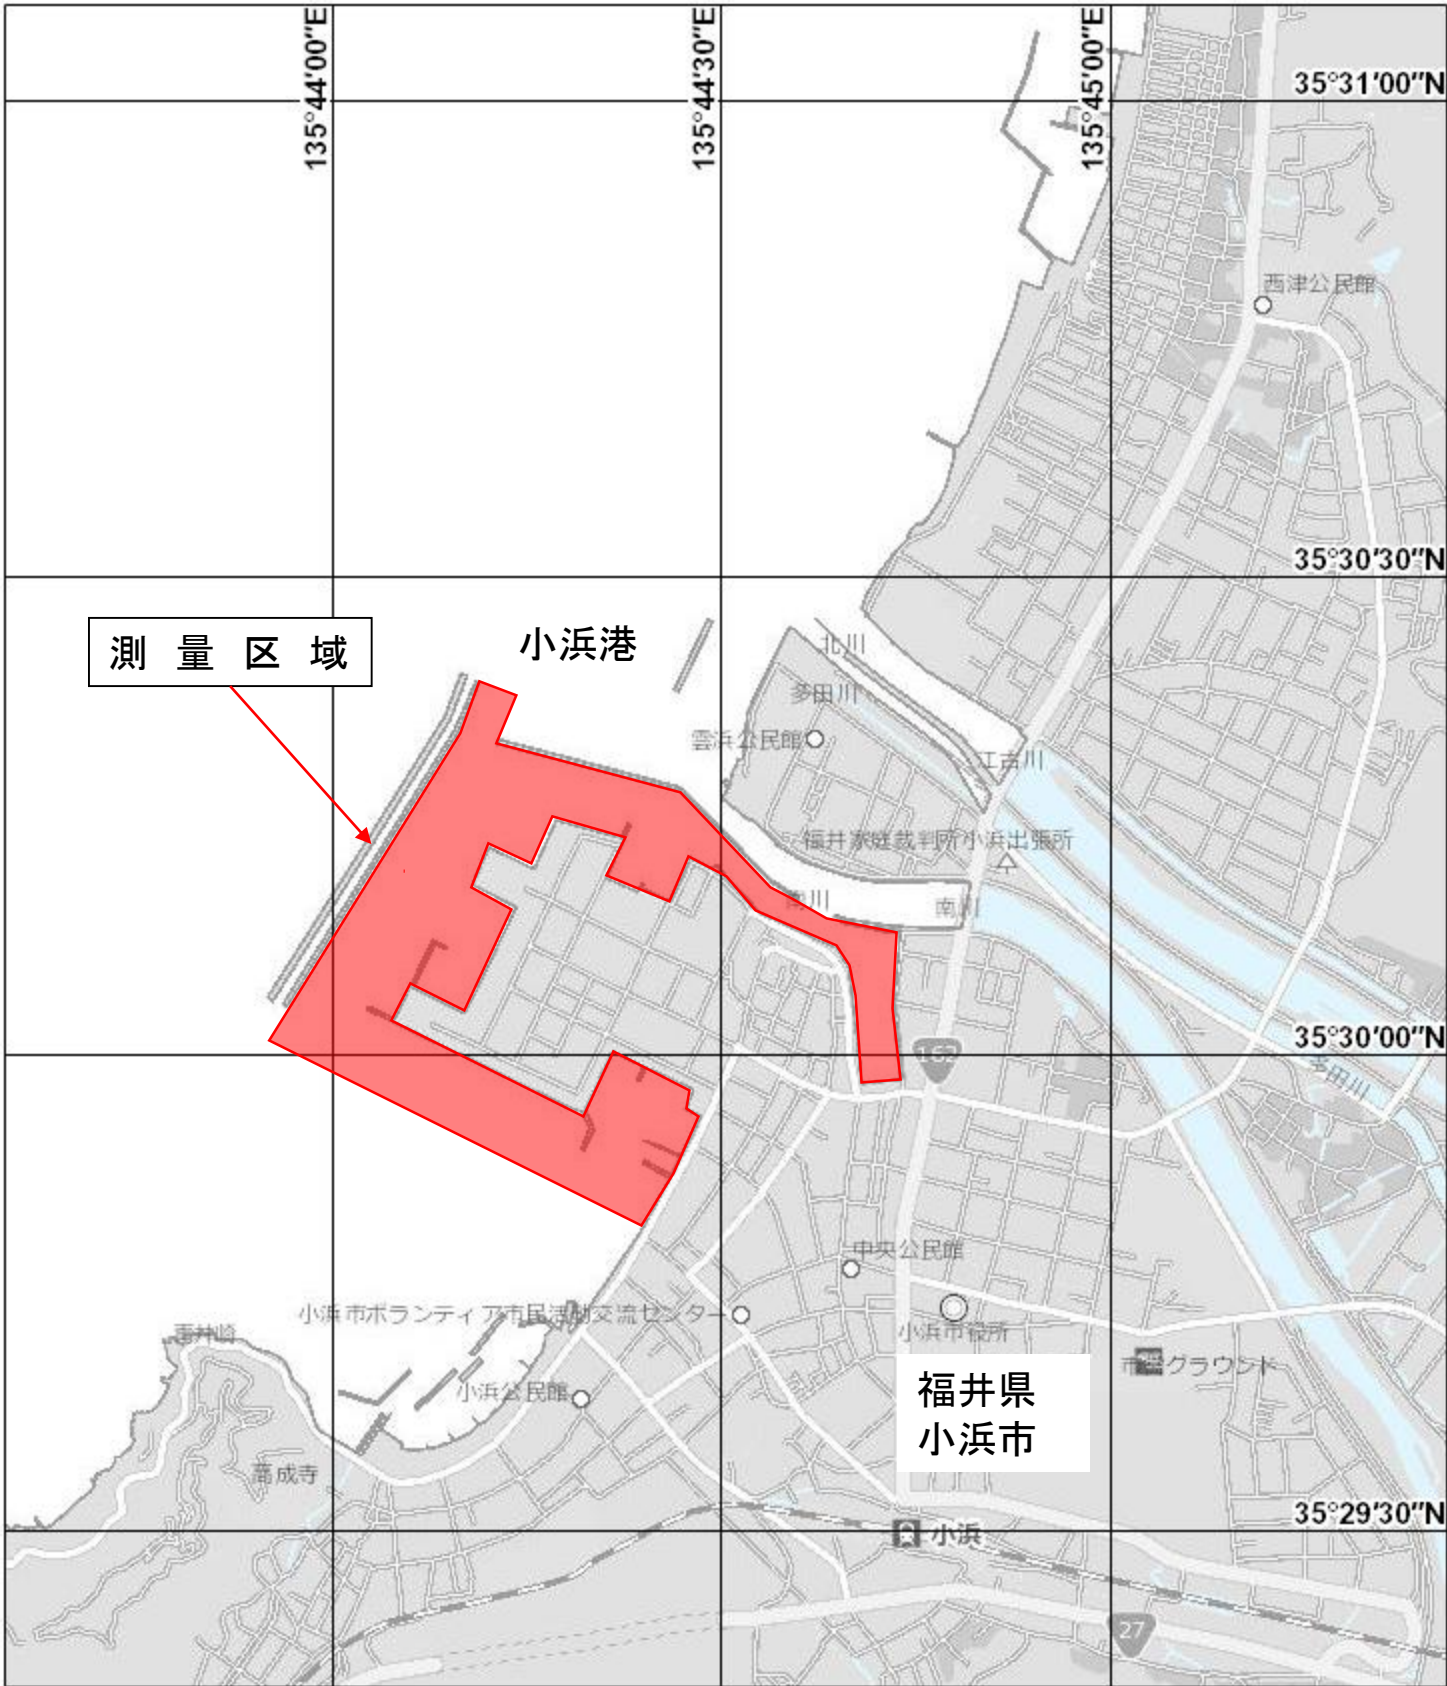 135°44'00"E
135°44'30"E
135°45'00"E
35°31'00"N
西津公民館
35°30'30"N
測量区域
小浜港
北川
多田川
雲浜公民館
江古川
福井家庭裁判所小浜出張所
南川
南川
35°30'00"N
162
多田川
中央公民館
小浜市ボランティア市民活動交流センター
小浜市役所
青井崎
市営グラウンド
小浜公民館
福井県
小浜市
高成寺
35°29'30"N
小浜
27